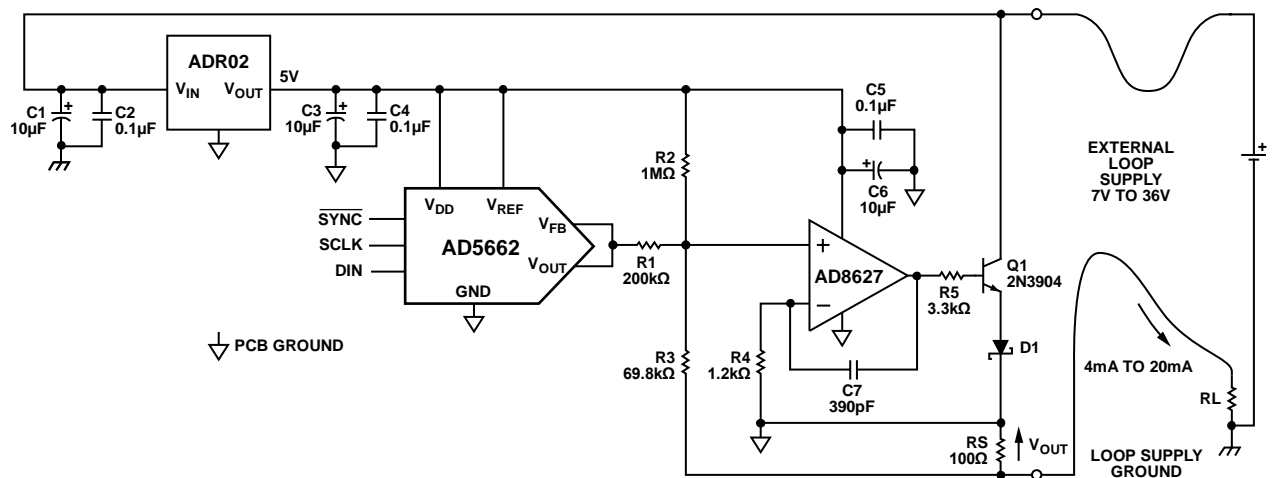 ADR02
VIN
VOUT
5V
C1
10µF
+
C2
0.1µF
C3
10µF
+
C4
0.1µF
C5
0.1µF
+
C6
10µF
R2
1MΩ
EXTERNAL
LOOP
SUPPLY
7V TO 36V
+
SYNC
SCLK
DIN
VDD
VREF
AD5662
VFB
VOUT
GND
R1
200kΩ
+
AD8627
−
R5
3.3kΩ
Q1
2N3904
D1
PCB GROUND
R3
69.8kΩ
R4
1.2kΩ
C7
390pF
4mA TO 20mA
RL
RS
100Ω
VOUT
LOOP SUPPLY
GROUND